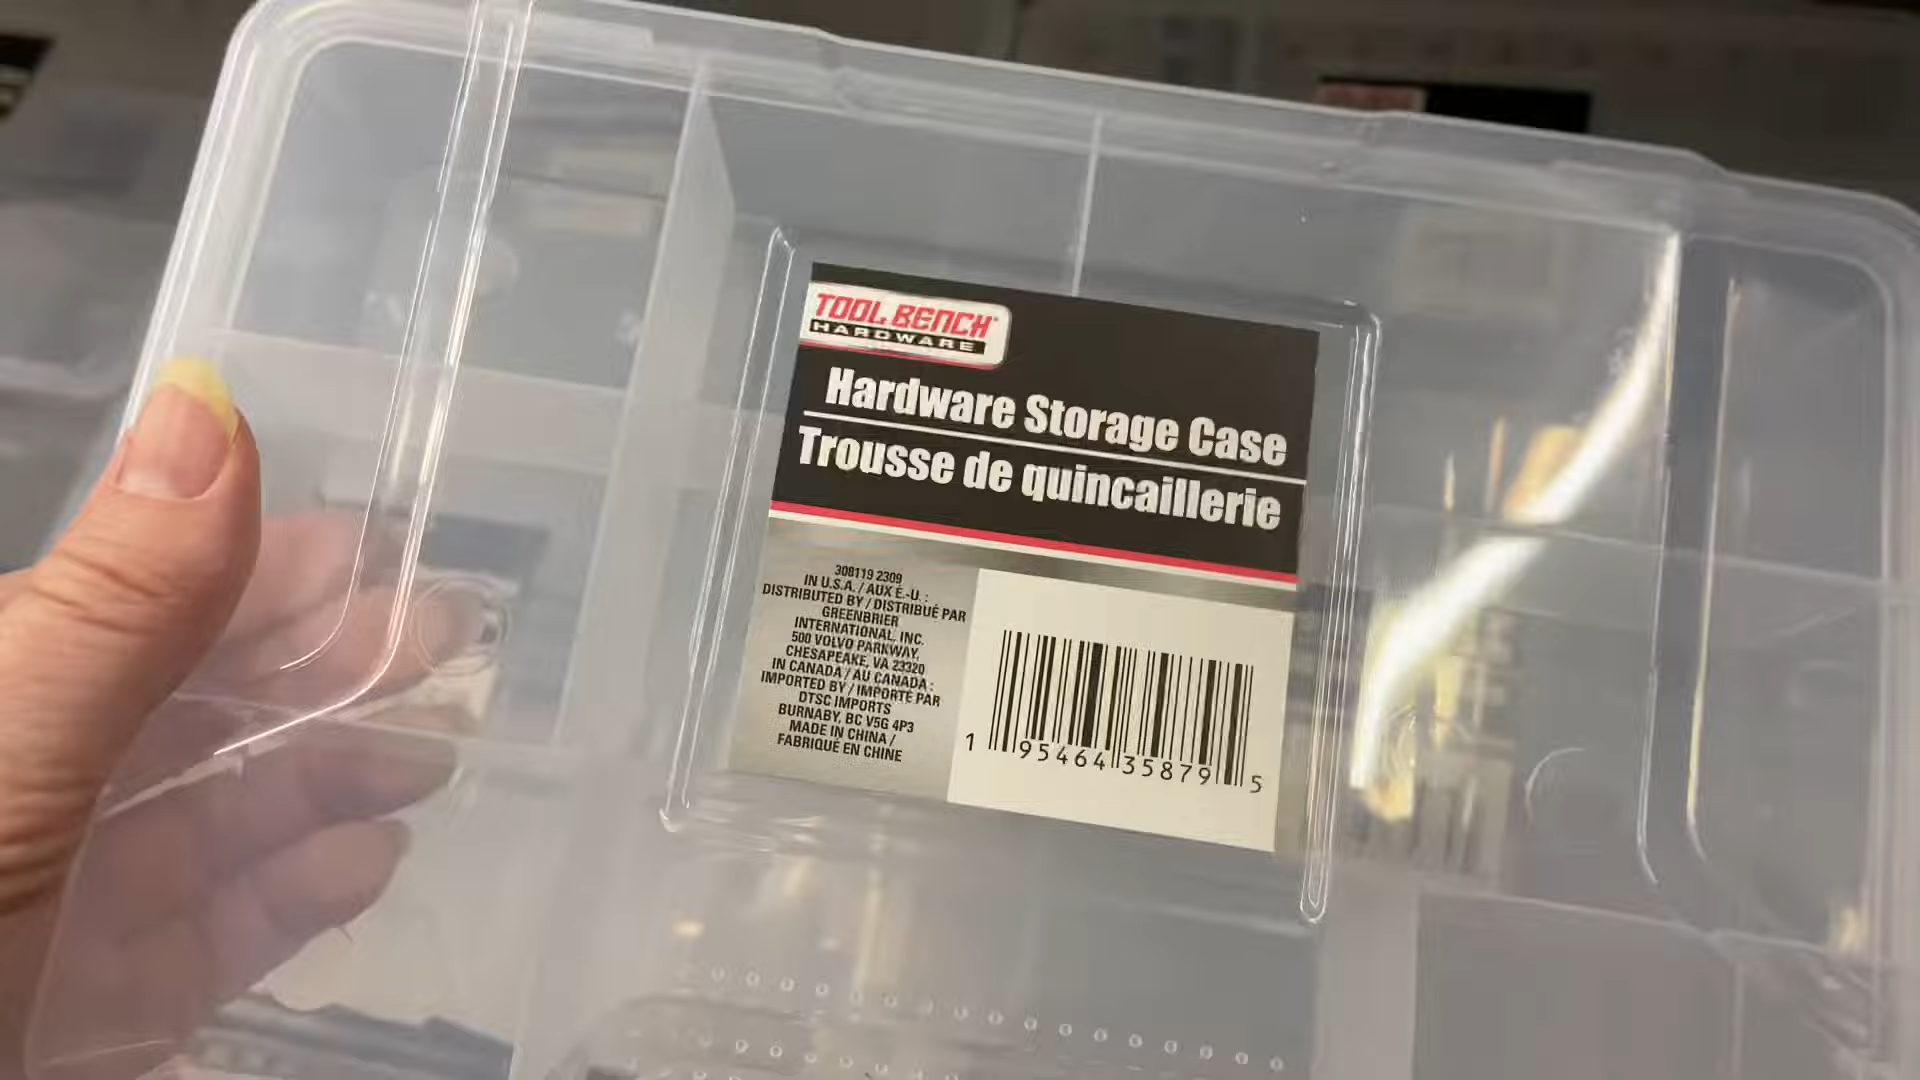 TOOL BENCH
HARDWARE
Hardware Storage Case
Trousse de quincaillerie
308119 2309
IN U.S.A. / AUX É.-U. :
DISTRIBUTED BY / DISTRIBUÉ PAR
GREENBRIER
INTERNATIONAL, INC.
500 VOLVO PARKWAY,
CHESAPEAKE, VA 23320
IN CANADA / AU CANADA :
IMPORTED BY / IMPORTÉ PAR
DTSC IMPORTS
BURNABY, BC V5G 4P3
MADE IN CHINA /
FABRIQUÉ EN CHINE
1 95464 35879 5